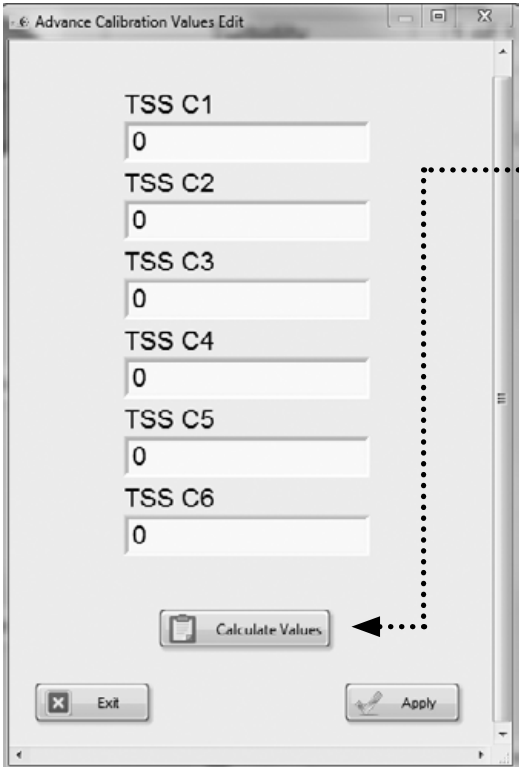 Advance Calibration Values Edit
TSS C1
0
TSS C2
0
TSS C3
0
TSS C4
0
TSS C5
0
TSS C6
0
Calculate Values
Exit
Apply